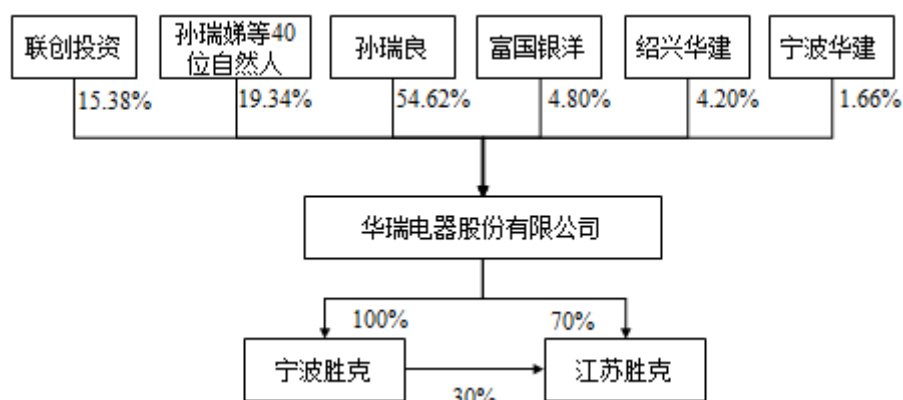 联创投资
孙瑞娣等40
位自然人
孙瑞良
富国银洋
绍兴华建
宁波华建
15.38%
19.34%
54.62%
4.80%
4.20%
1.66%
华瑞电器股份有限公司
100%
70%
宁波胜克
江苏胜克
30%